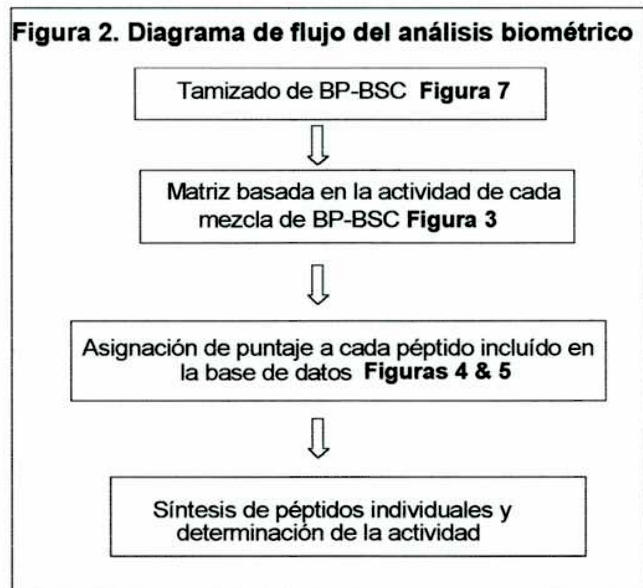 Figura 2. Diagrama de flujo del análisis biométrico
Tamizado de BP-BSC Figura 7
Matriz basada en la actividad de cada
mezcla de BP-BSC Figura 3
Asignación de puntaje a cada péptido incluído en
la base de datos Figuras 4 & 5
Síntesis de péptidos individuales y
determinación de la actividad